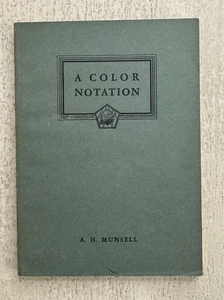 A COLOR
NOTATION
A. H. MUNSELL